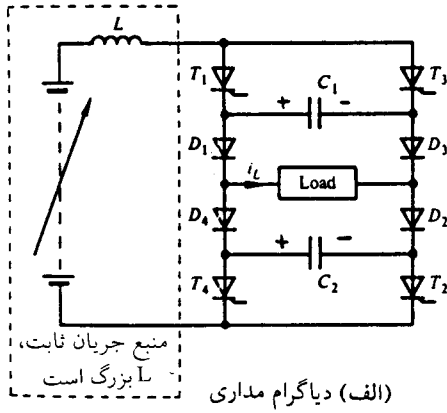 L
T₁
T₃
+ C₁ -
D₁
D₃
i_L
Load
D₄
D₂
+ C₂ -
T₄
T₂
منبع جریان ثابت،
L بزرگ است
(الف) دیاگرام مداری